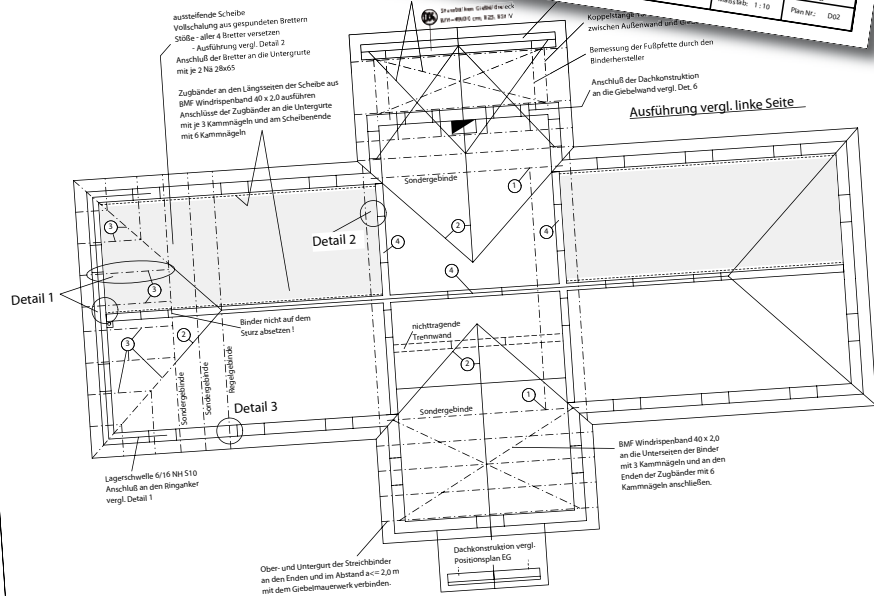 aussteifende Scheibe
Vollschalung aus gespundeten Brettern
Stöße - aller 4 Bretter versetzen
- Ausführung vergl. Detail 2
Anschluß der Bretter an die Untergrurte
mit je 2 Nä 28x65
Zugbänder an den Längsseiten der Scheibe aus
BMF Windrispenband 40 x 2,0 ausführen
Anschlüsse der Zugbänder an die Untergurte
mit je 3 Kammnägeln und am Scheibenende
mit 6 Kammnägeln
1 : 10
Plan Nr.: D02
zwischen Außenwand und
Bemessung der Fußpfette durch den
Binderhersteller
Anschluß der Dachkonstruktion
an die Giebelwand vergl. Det. 6
Ausführung vergl. linke Seite
Sondergebinde
1
2
3
Detail 2
4
4
4
3
Detail 1
Binder nicht auf dem
Sturz absetzen !
3
2
nichttragende
Trennwand
2
Sondergebinde
Sondergebinde
Regelgebinde
1
Sondergebinde
Detail 3
BMF Windrispenband 40 x 2,0
an die Unterseiten der Binder
mit 3 Kammnägeln und an den
Enden der Zugbänder mit 6
Kammnägeln anschließen.
Lagerschwelle 6/16 NH S10
Anschluß an den Ringanker
vergl. Detail 1
Dachkonstruktion vergl.
Positionsplan EG
Ober- und Untergurt der Streichbinder
an den Enden und im Abstand a<= 2,0 m
mit dem Giebelmauerwerk verbinden.